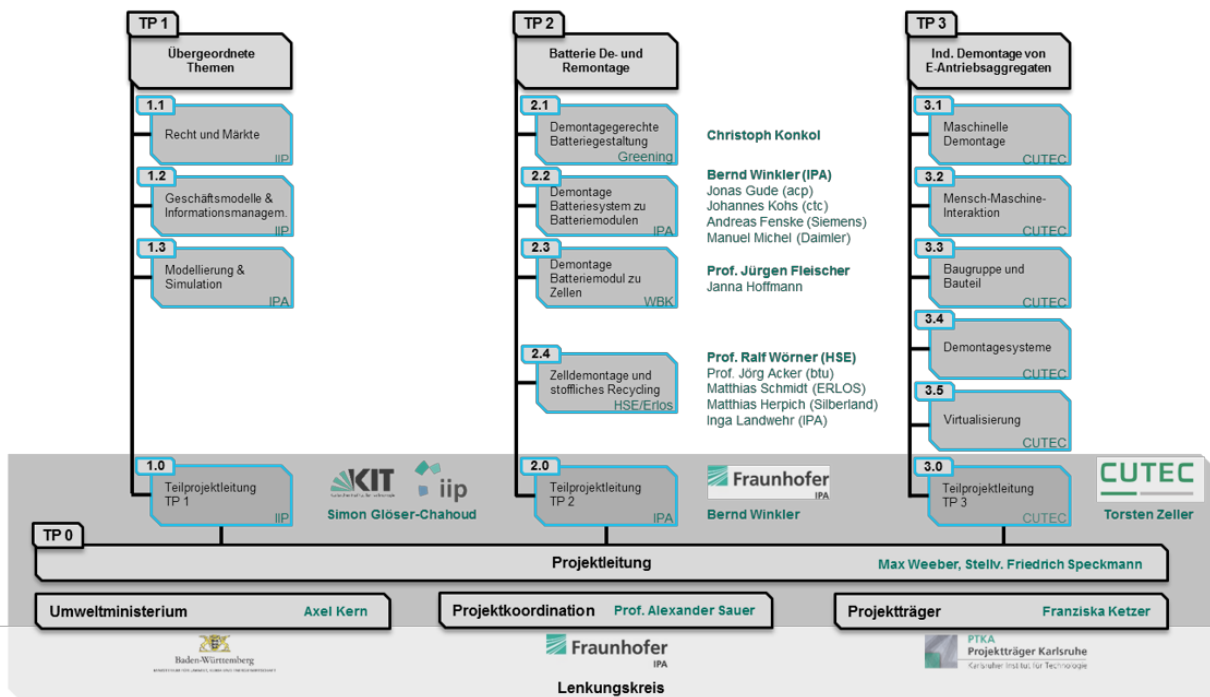 TP 1
Übergeordnete
Themen
1.1
Recht und Märkte
IIP
1.2
Geschäftsmodelle &
Informationsmanagem.
IIP
1.3
Modellierung &
Simulation
IPA
1.0
Teilprojektleitung
TP 1
IIP
KIT
iip
Simon Glöser-Chahoud
TP 2
Batterie De- und
Remontage
2.1
Demontagegerechte
Batteriegestaltung
Greening
Christoph Konkol
2.2
Demontage
Batteriesystem zu
Batteriemodulen
IPA
Bernd Winkler (IPA)
Jonas Gude (acp)
Johannes Kohs (ctc)
Andreas Fenske (Siemens)
Manuel Michel (Daimler)
2.3
Demontage
Batteriemodul zu
Zellen
WBK
Prof. Jürgen Fleischer
Janna Hoffmann
2.4
Zelldemontage und
stoffliches Recycling
HSE/Erlos
Prof. Ralf Wörner (HSE)
Prof. Jörg Acker (btu)
Matthias Schmidt (ERLOS)
Matthias Herpich (Silberland)
Inga Landwehr (IPA)
2.0
Teilprojektleitung
TP 2
IPA
Fraunhofer
IPA
Bernd Winkler
TP 3
Ind. Demontage von
E-Antriebsaggregaten
3.1
Maschinelle
Demontage
CUTEC
3.2
Mensch-Maschine-
Interaktion
CUTEC
3.3
Baugruppe und
Bauteil
CUTEC
3.4
Demontagesysteme
CUTEC
3.5
Virtualisierung
CUTEC
3.0
Teilprojektleitung
TP 3
CUTEC
CUTEC
Torsten Zeller
TP 0
Projektleitung
Max Weeber, Stellv. Friedrich Speckmann
Umweltministerium
Axel Kern
Projektkoordination
Prof. Alexander Sauer
Projektträger
Franziska Ketzer
Baden-Württemberg
Fraunhofer
IPA
PTKA
Projektträger Karlsruhe
Karlsruher Institut für Technologie
Lenkungskreis